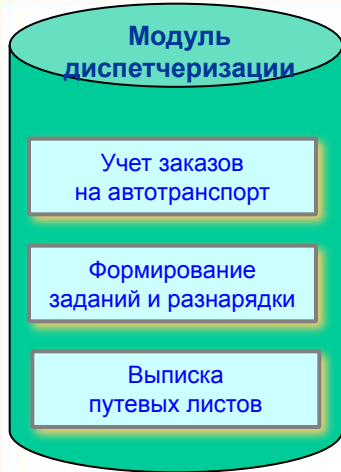 Модуль
диспетчеризации
Учет заказов
на автотранспорт
Формирование
заданий и разнарядки
Выписка
путевых листов